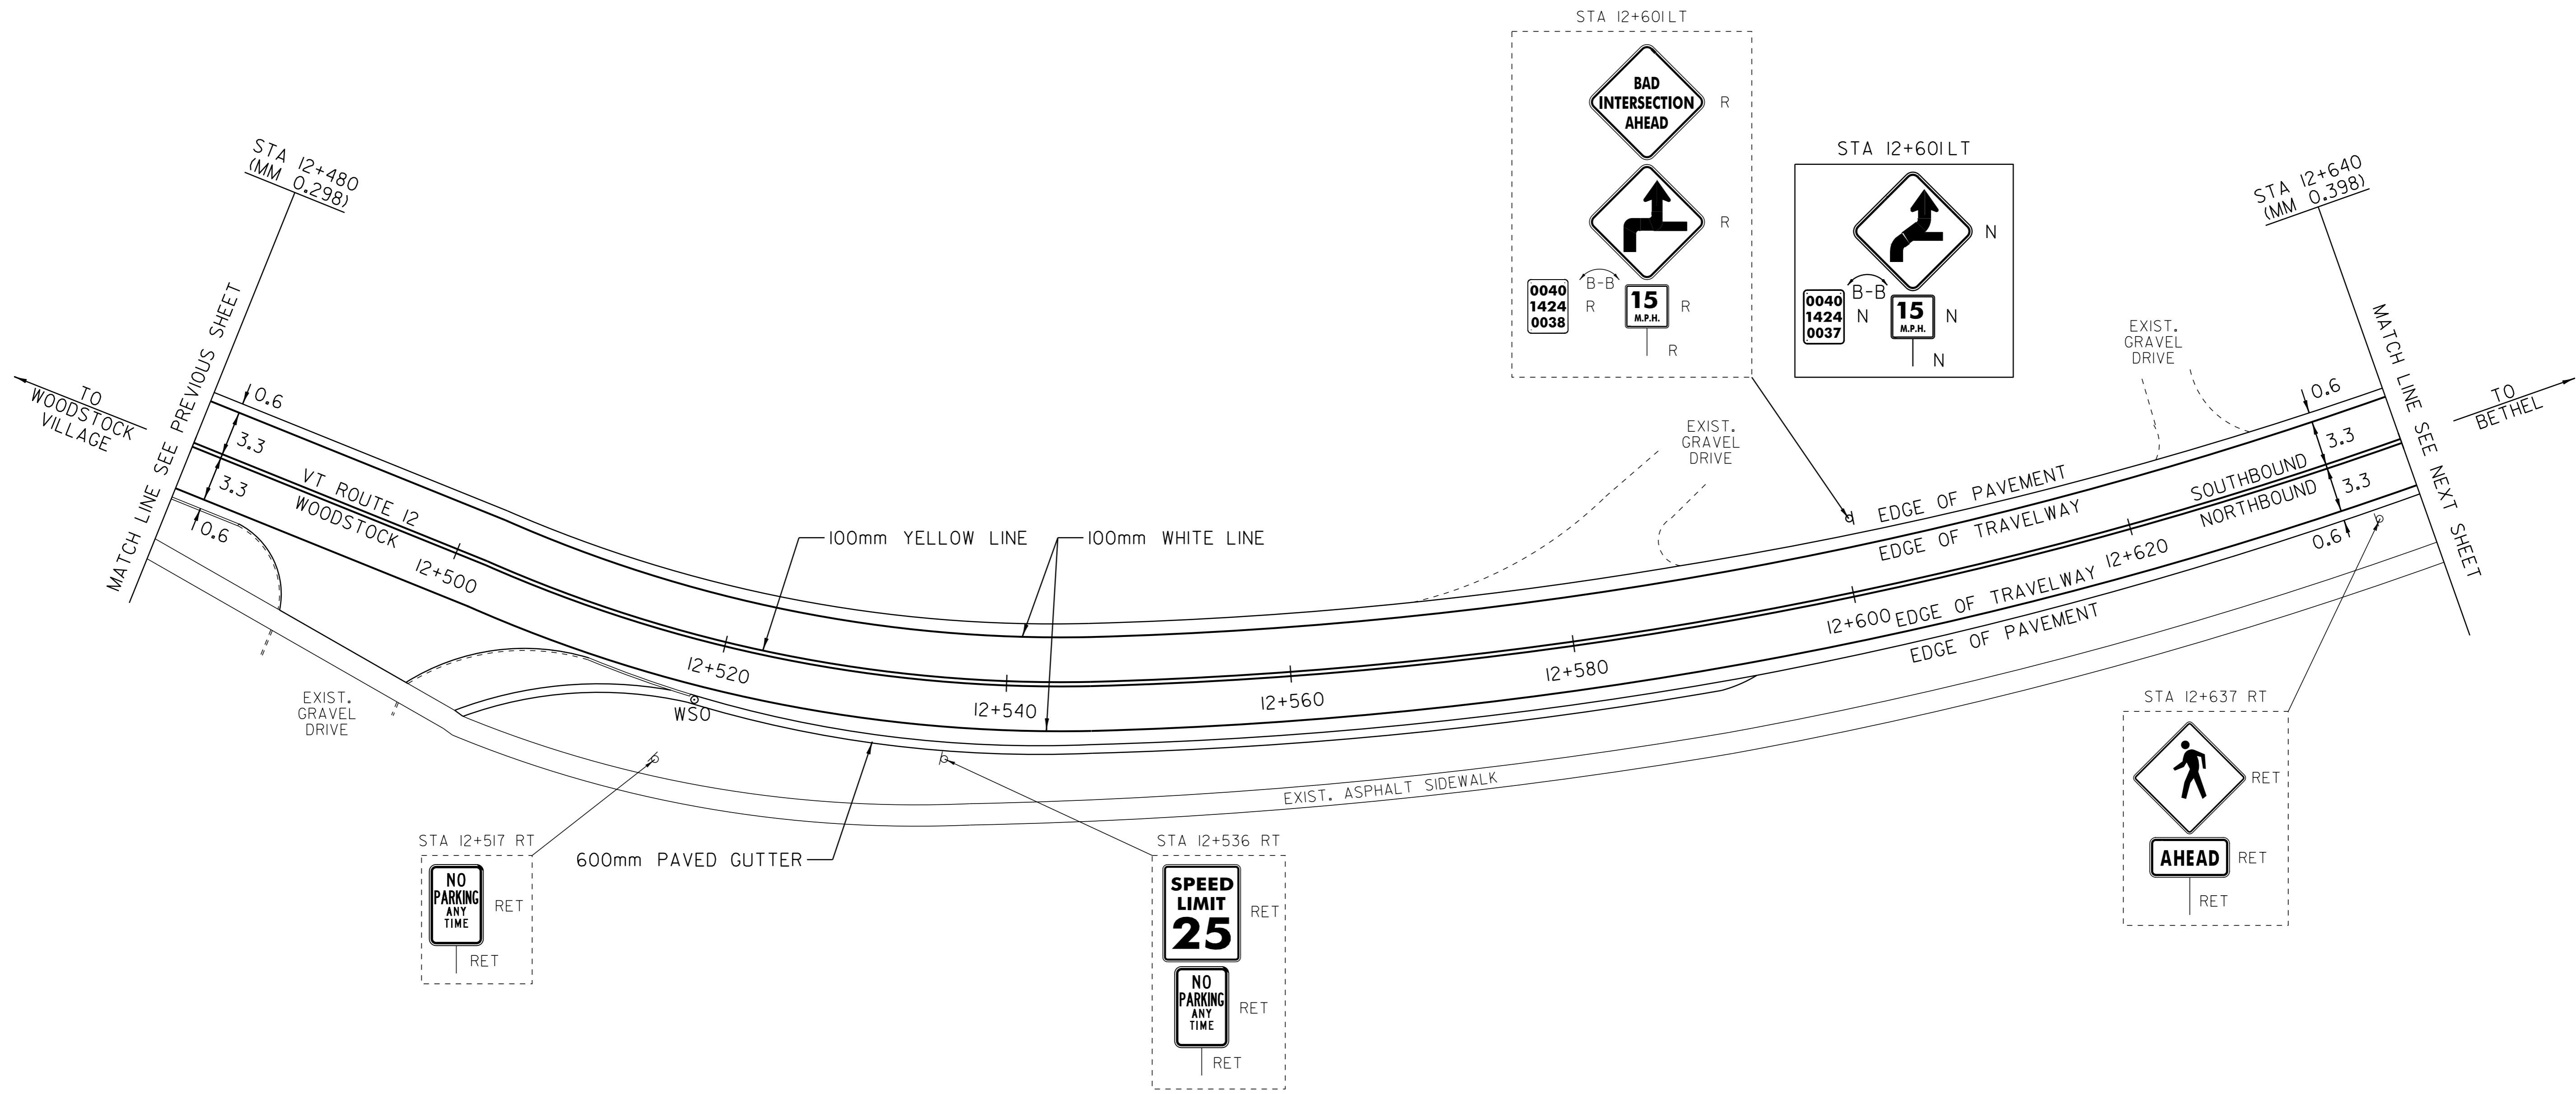 STA 12+601LT
BAD
INTERSECTION
AHEAD
R
R
B-B
0040
1424
0038
R
15
M.P.H.
R
R
STA 12+601LT
N
B-B
0040
1424
0037
N
15
M.P.H.
N
N
STA 12+480
(MM 0.298)
STA 12+640
(MM 0.398)
MATCH LINE SEE PREVIOUS SHEET
MATCH LINE SEE NEXT SHEET
TO
WOODSTOCK
VILLAGE
TO
BETHEL
0.6
3.3
3.3
0.6
VT ROUTE 12
WOODSTOCK
12+500
100mm YELLOW LINE
100mm WHITE LINE
EXIST.
GRAVEL
DRIVE
EXIST.
GRAVEL
DRIVE
0.6
3.3
3.3
0.6
EDGE OF PAVEMENT
EDGE OF TRAVELWAY
SOUTHBOUND
NORTHBOUND
12+520
12+540
12+560
12+580
12+600
12+620
EDGE OF TRAVELWAY
EDGE OF PAVEMENT
EXIST.
GRAVEL
DRIVE
WSO
EXIST. ASPHALT SIDEWALK
600mm PAVED GUTTER
STA 12+517 RT
NO
PARKING
ANY
TIME
RET
RET
STA 12+536 RT
SPEED
LIMIT
25
RET
NO
PARKING
ANY
TIME
RET
RET
STA 12+637 RT
RET
AHEAD
RET
RET